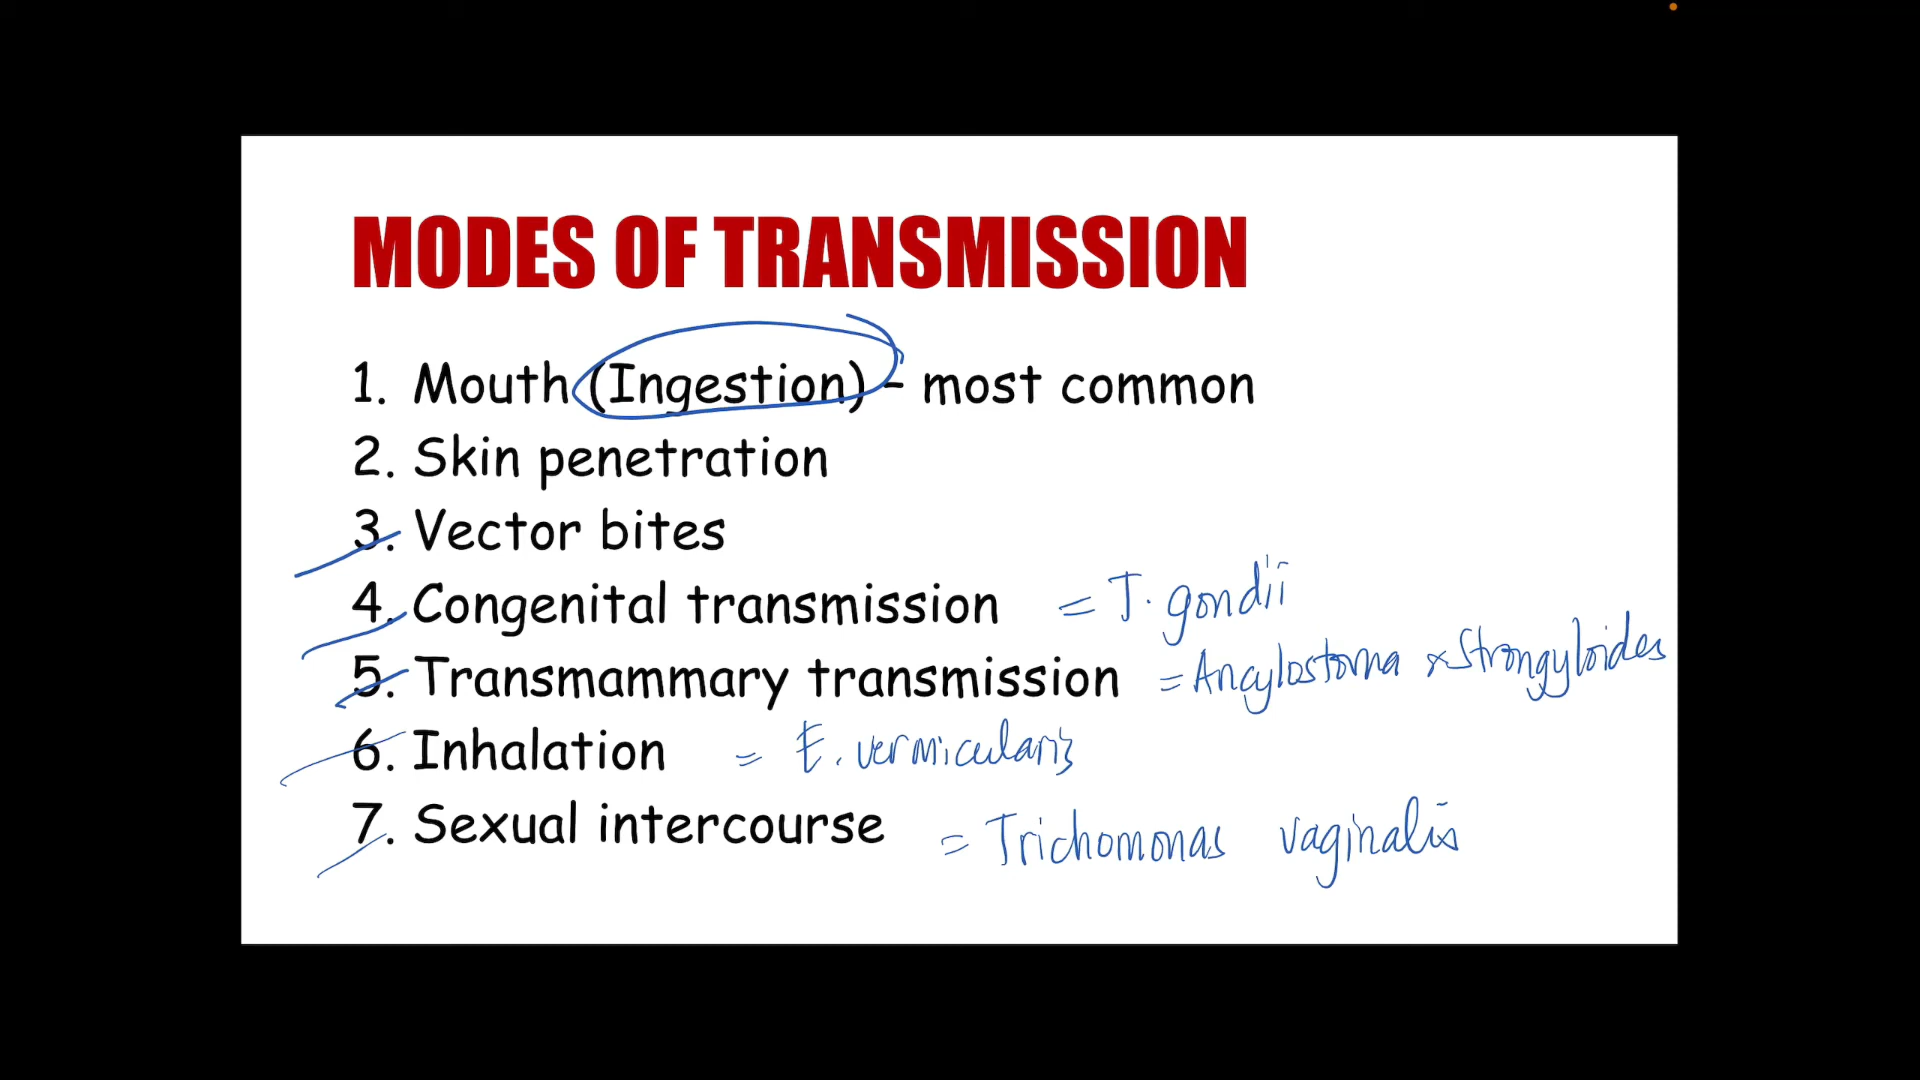 MODES OF TRANSMISSION
1. Mouth (Ingestion) - most common
2. Skin penetration
3. Vector bites
4. Congenital transmission = T. gondii
5. Transmammary transmission = Ancylostoma x Strongyloides
6. Inhalation = E. vermicularis
7. Sexual intercourse = Trichomonas vaginalis